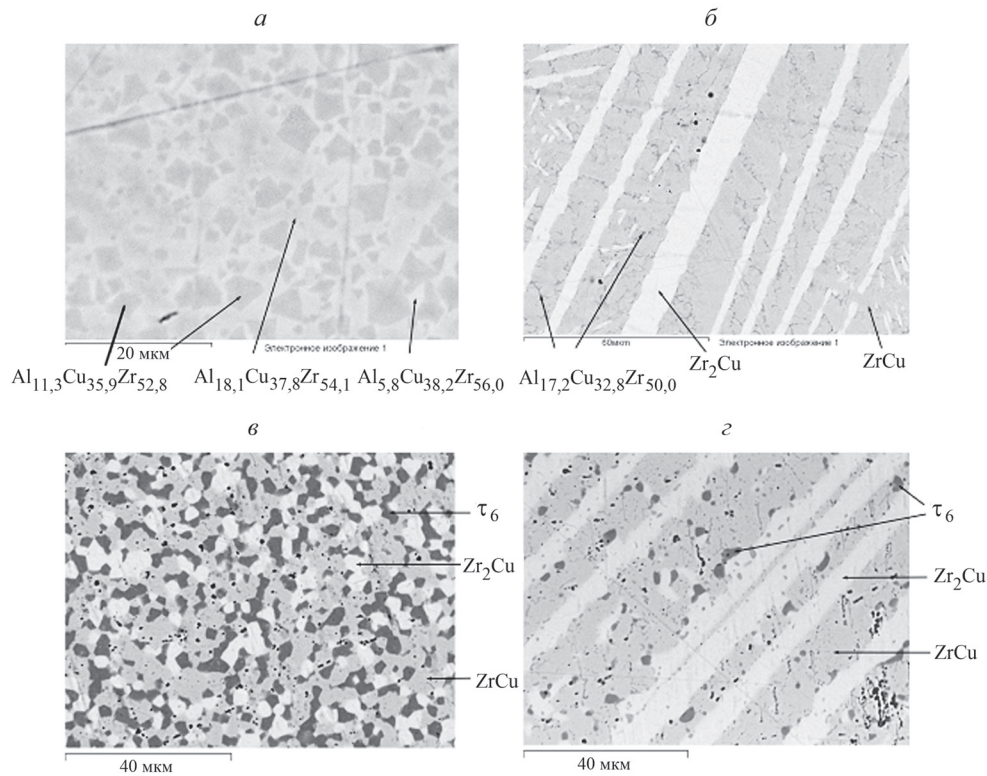 а б
20 мкм Электронное изображение 1 60мкm Электронное изображение 1
Zr2Cu ZrCu
Al11,3Cu35,9Zr52,8 Al18,1Cu37,8Zr54,1 Al5,8Cu38,2Zr56,0 Al17,2Cu32,8Zr50,0
в г
τ6 τ6
Zr2Cu Zr2Cu
ZrCu ZrCu
40 мкм 40 мкм